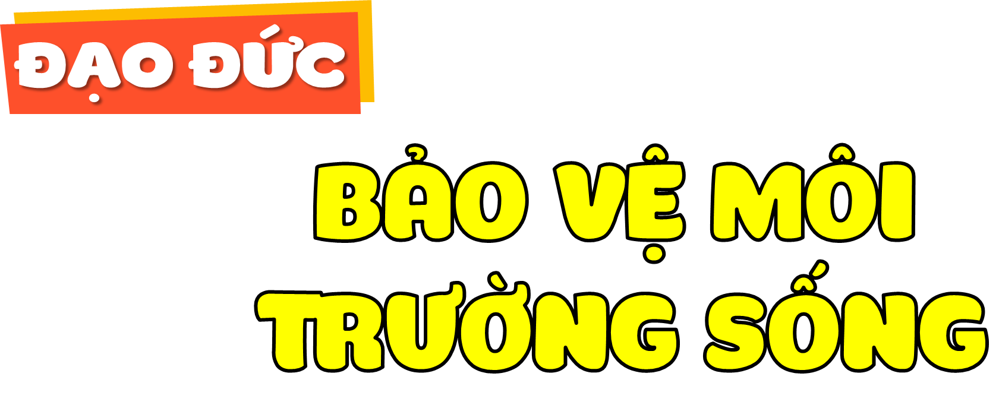 ĐẠO ĐỨC
BẢO VỆ MÔI
TRƯỜNG SỐNG